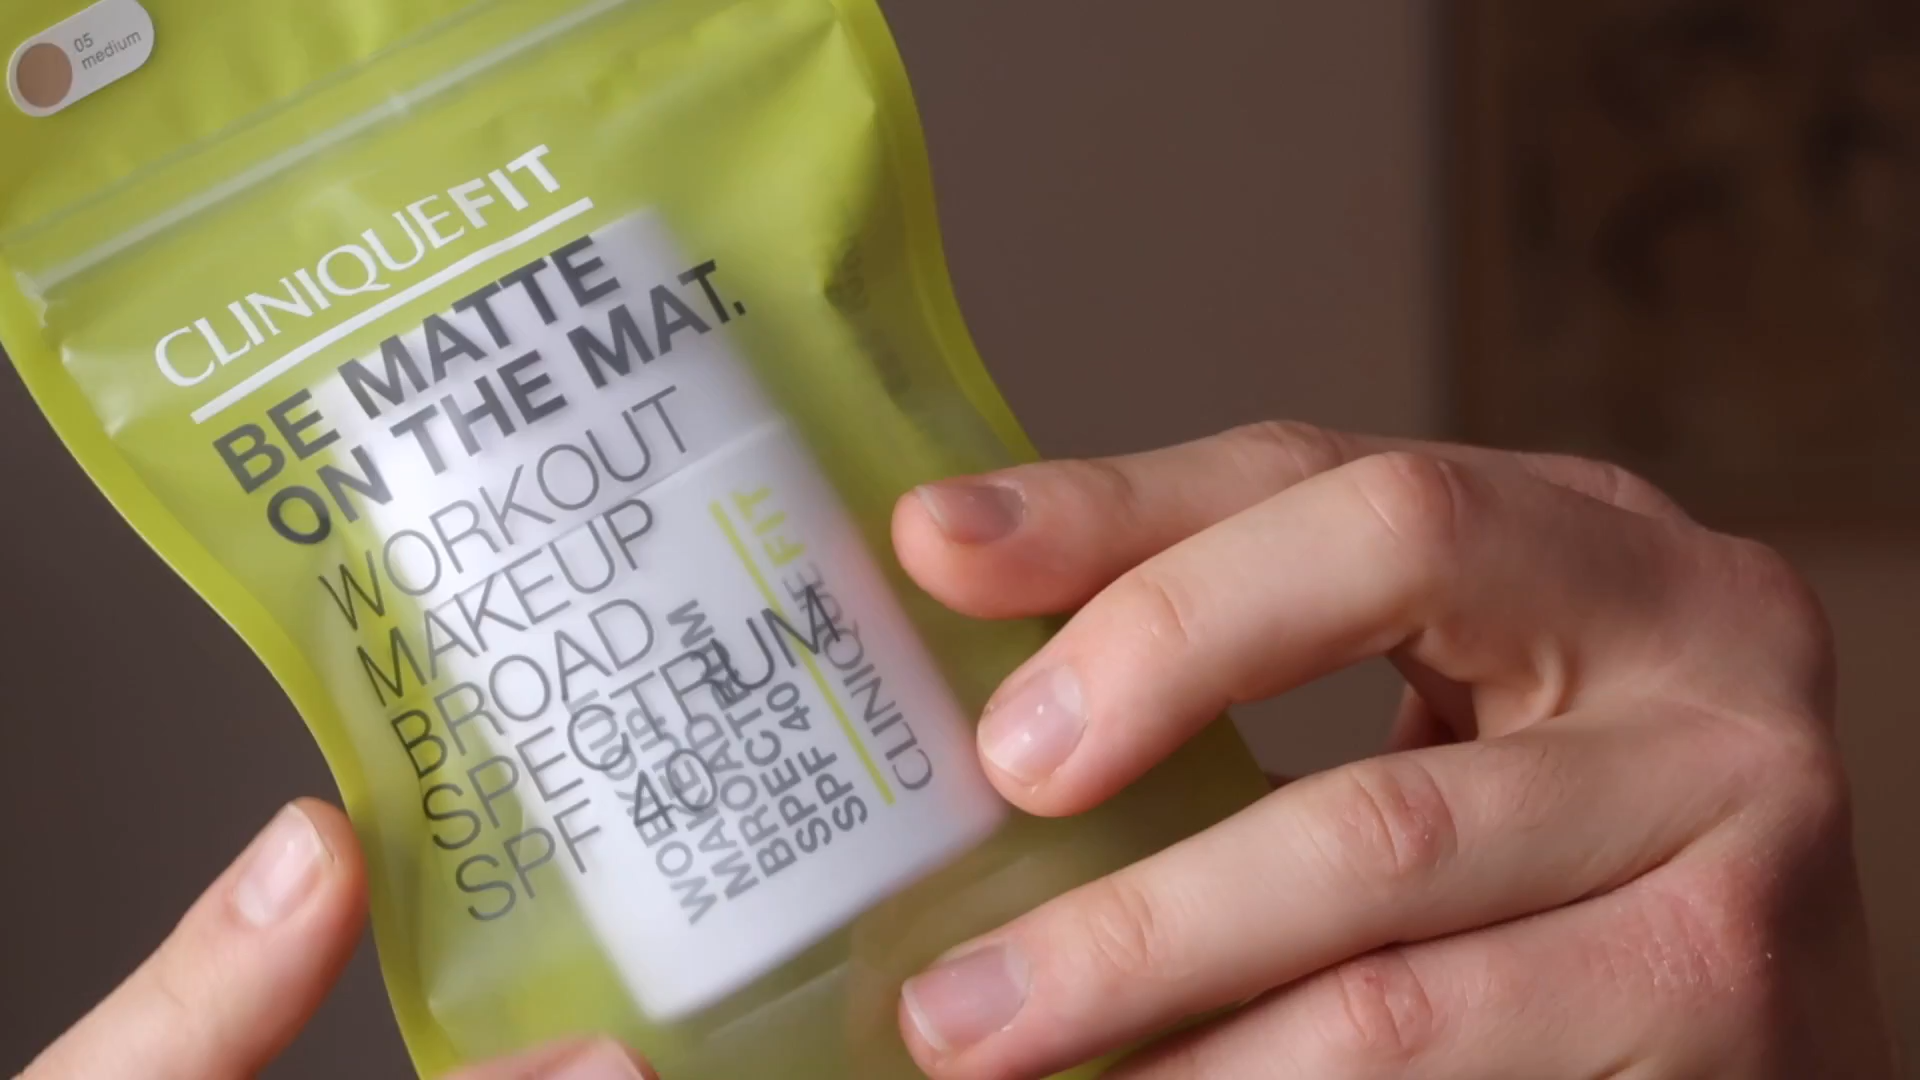 05
medium
CLINIQUEFIT
BE MATTE
ON THE MAT.
WORKOUT
MAKEUP
BROAD
SPECTRUM
SPF 40
CLINIQUE FIT
WORKOUT
MAKEUP
BROAD
SPECTRUM
SPF 40